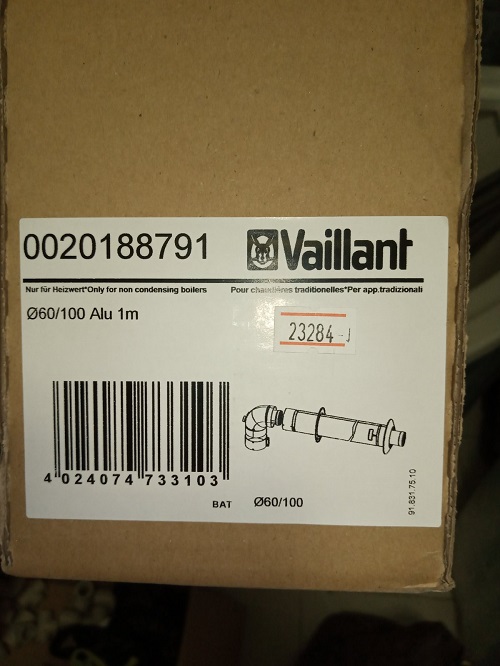 0020188791 Vaillant
Nur für Heizwert*Only for non condensing boilers Pour chaudières traditionelles*Per app.tradizionali
Ø60/100 Alu 1m
23284-J
4 024074 733103
BAT Ø60/100
91.831.75.10